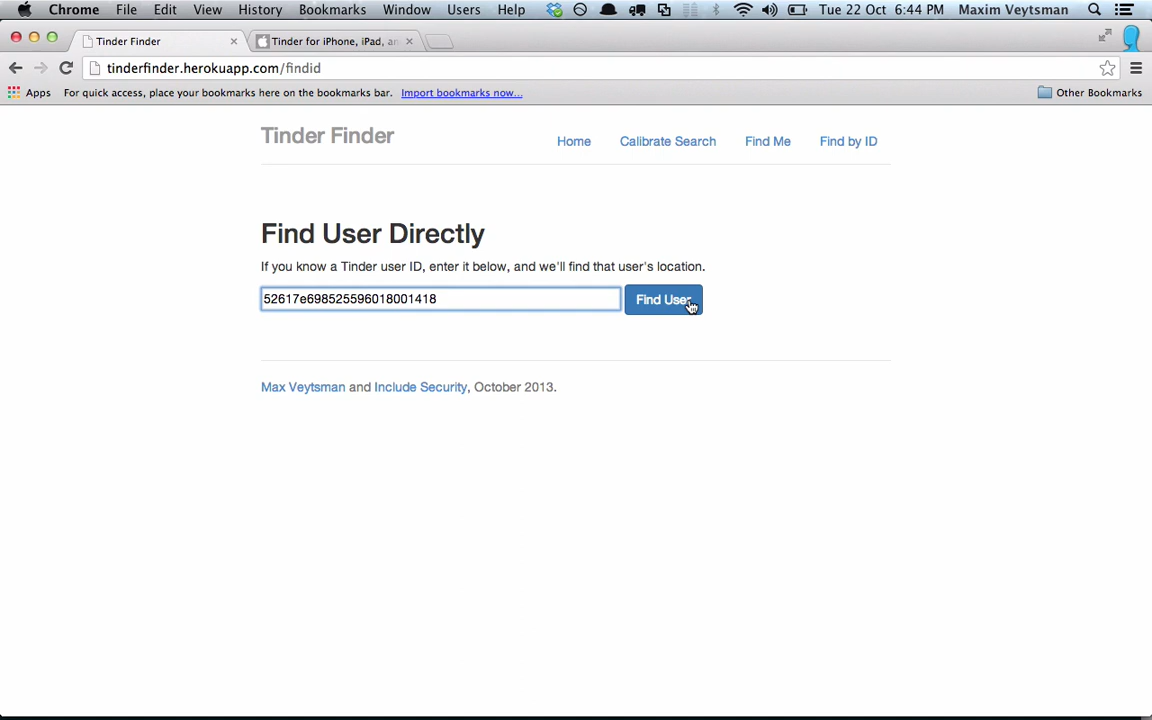 Chrome File Edit View History Bookmarks Window Users Help Tue 22 Oct 6:44 PM Maxim Veytsman
Tinder Finder Tinder for iPhone, iPad, an
tinderfinder.herokuapp.com/findid
Apps For quick access, place your bookmarks here on the bookmarks bar. Import bookmarks now... Other Bookmarks
Tinder Finder Home Calibrate Search Find Me Find by ID
Find User Directly
If you know a Tinder user ID, enter it below, and we'll find that user's location.
52617e698525596018001418 Find User
Max Veytsman and Include Security, October 2013.